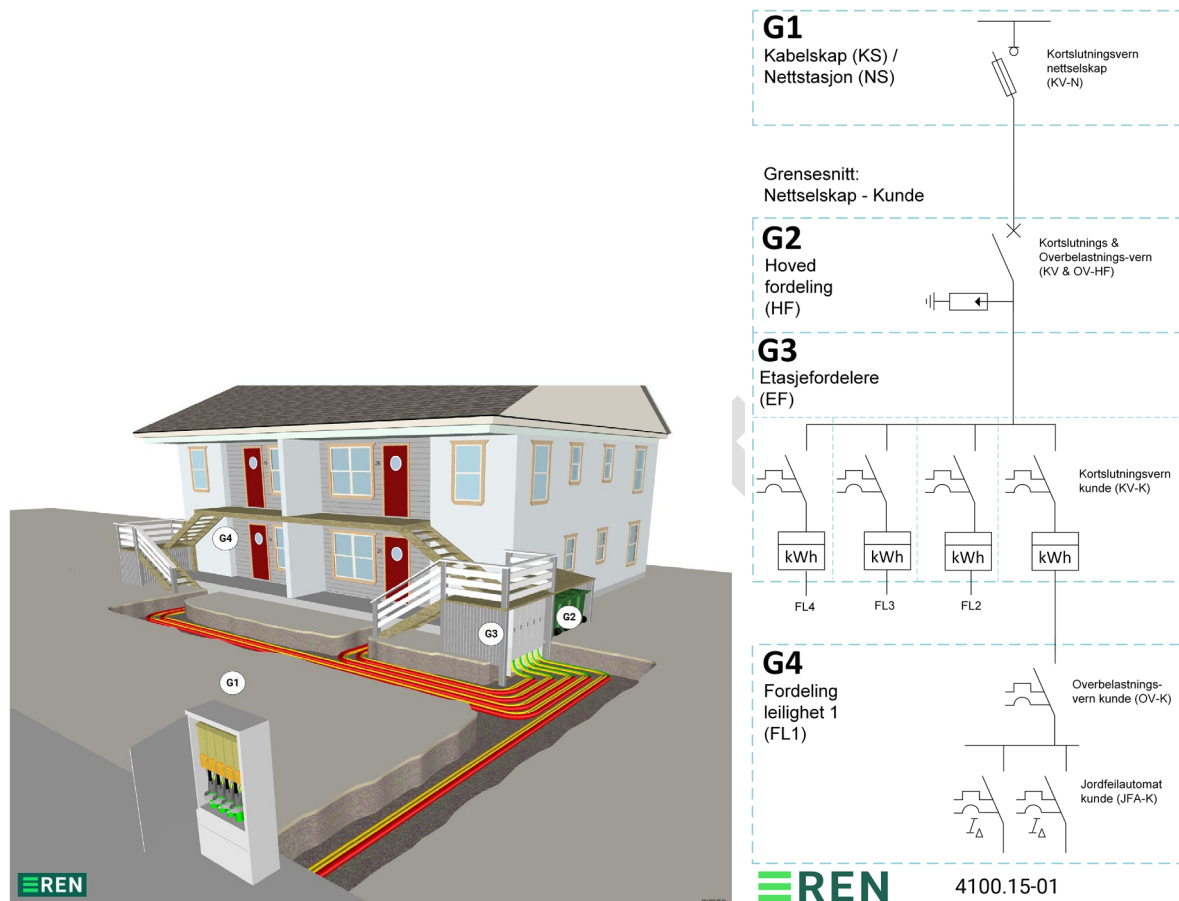 G4
G3
G2
G1
REN
G1
Kabelskap (KS) /
Nettstasjon (NS)
Kortslutningsvern
nettselskap
(KV-N)
Grensesnitt:
Nettselskap - Kunde
G2
Hoved
fordeling
(HF)
Kortslutnings &
Overbelastnings-vern
(KV & OV-HF)
G3
Etasjefordelere
(EF)
Kortslutningsvern
kunde (KV-K)
kWh kWh kWh kWh
FL4 FL3 FL2
G4
Fordeling
leilighet 1
(FL1)
Overbelastnings-
vern kunde (OV-K)
Jordfeilautomat
kunde (JFA-K)
I∆ I∆
REN 4100.15-01